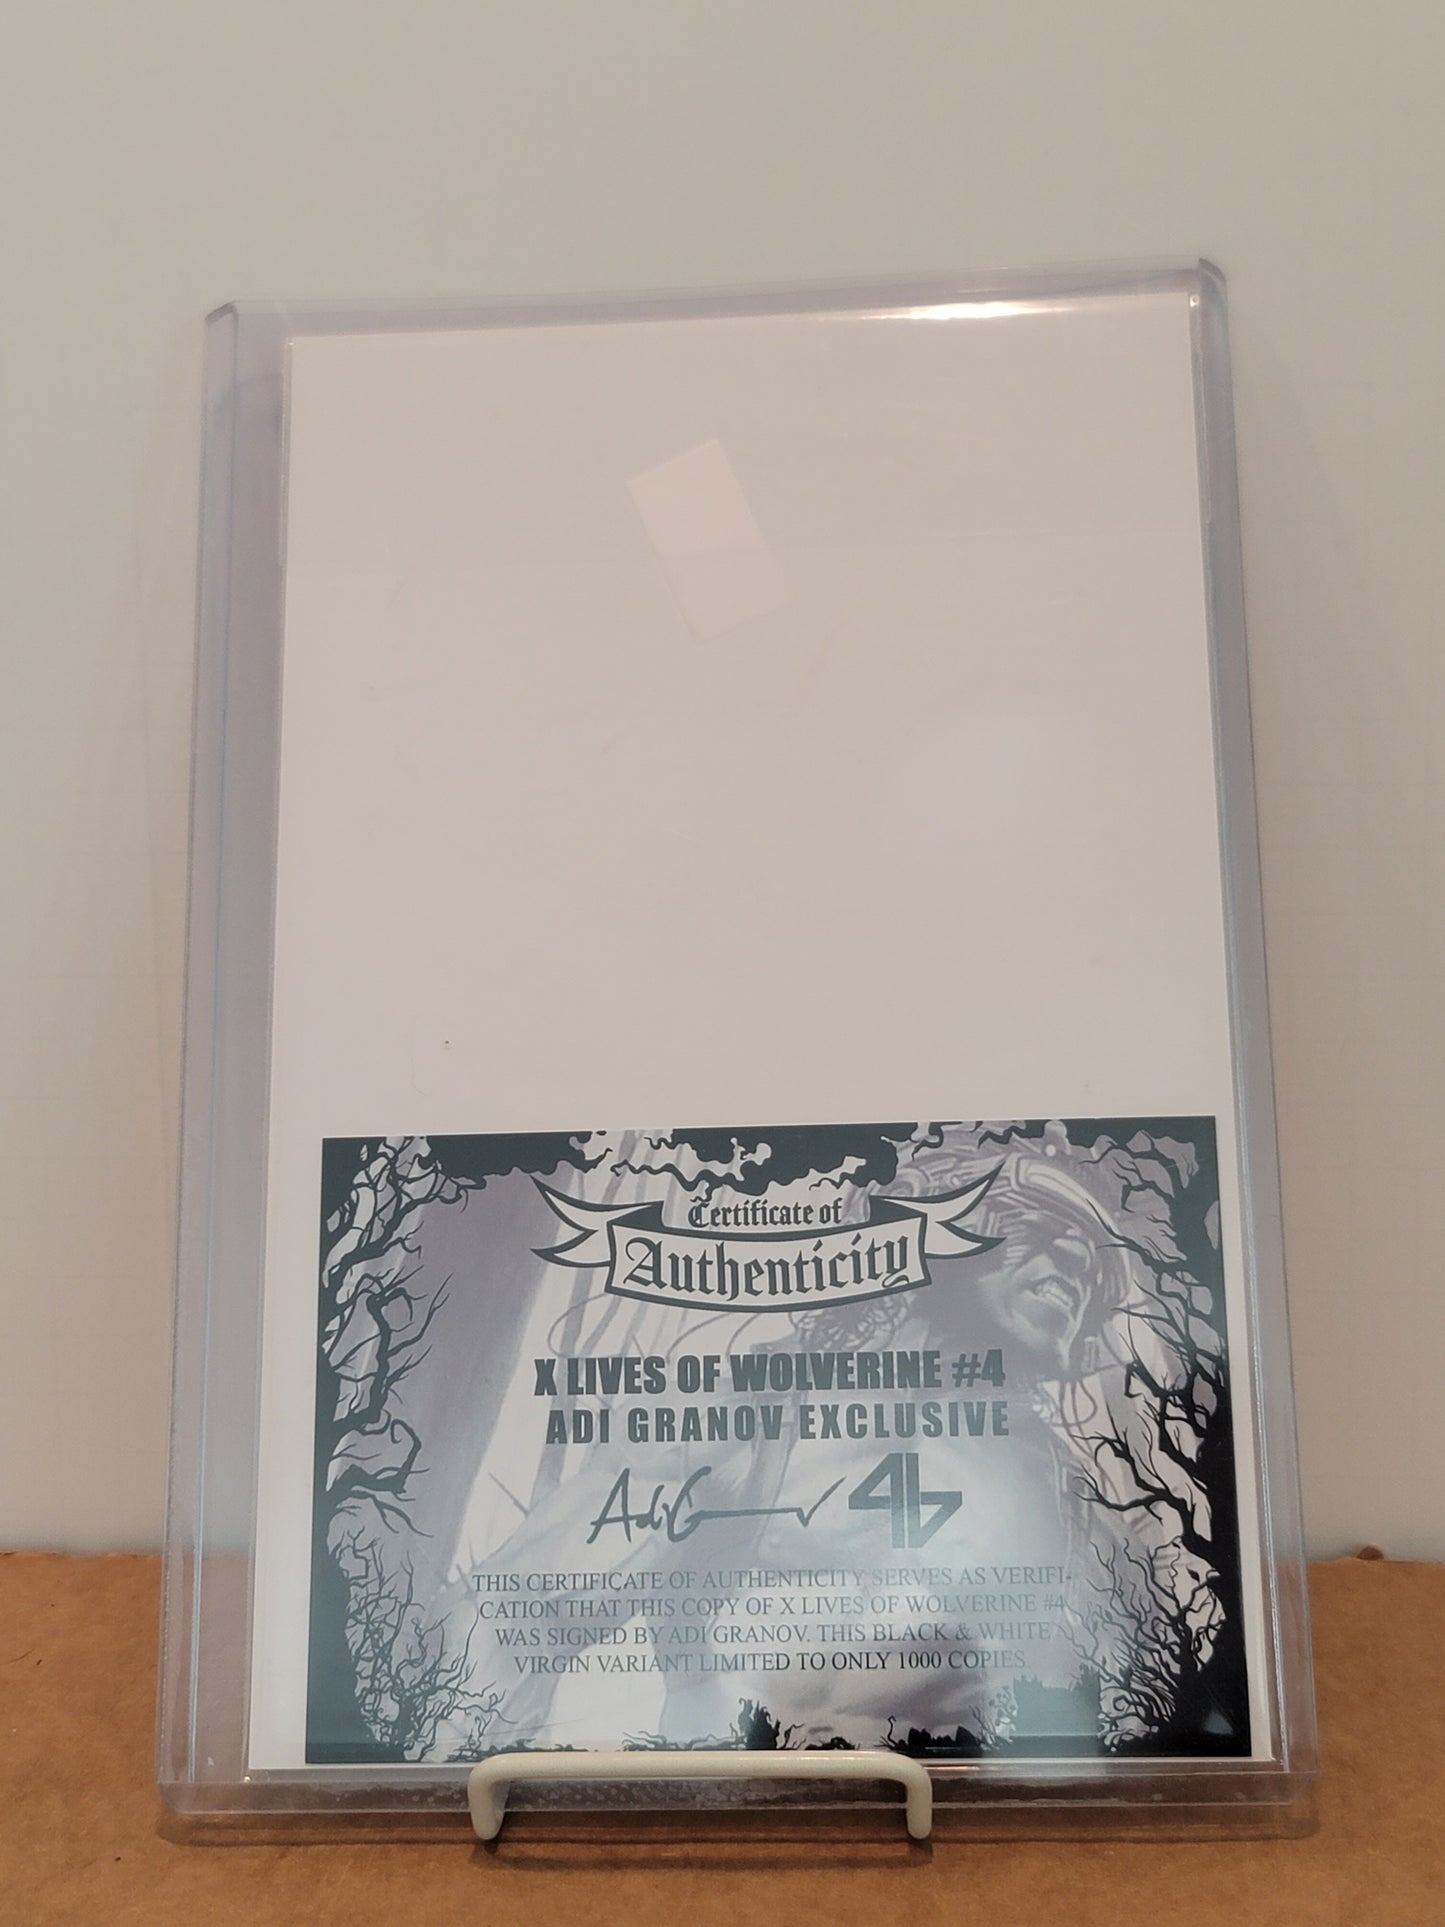 Certificate of
Authenticity
X LIVES OF WOLVERINE #4
ADI GRANOV EXCLUSIVE
THIS CERTIFICATE OF AUTHENTICITY SERVES AS VERIFI-
CATION THAT THIS COPY OF X LIVES OF WOLVERINE #4
WAS SIGNED BY ADI GRANOV. THIS BLACK & WHITE
VIRGIN VARIANT LIMITED TO ONLY 1000 COPIES.